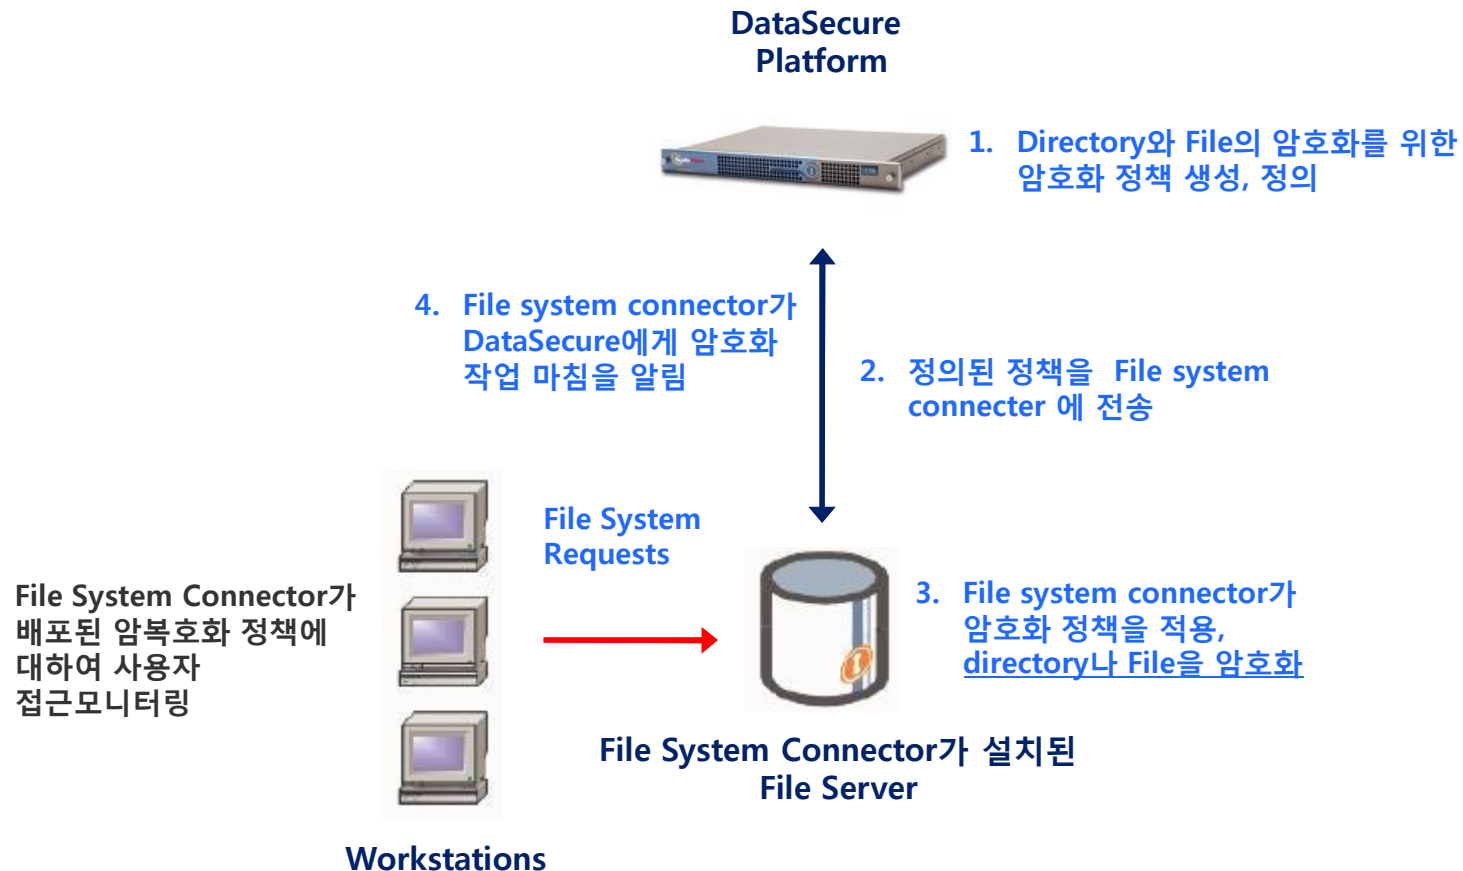 DataSecure
Platform
1. Directory와 File의 암호화를 위한
암호화 정책 생성, 정의
4. File system connector가
DataSecure에게 암호화
작업 마침을 알림
2. 정의된 정책을 File system
connecter 에 전송
File System
Requests
File System Connector가
배포된 암복호화 정책에
대하여 사용자
접근모니터링
3. File system connector가
암호화 정책을 적용,
directory나 File을 암호화
File System Connector가 설치된
File Server
Workstations